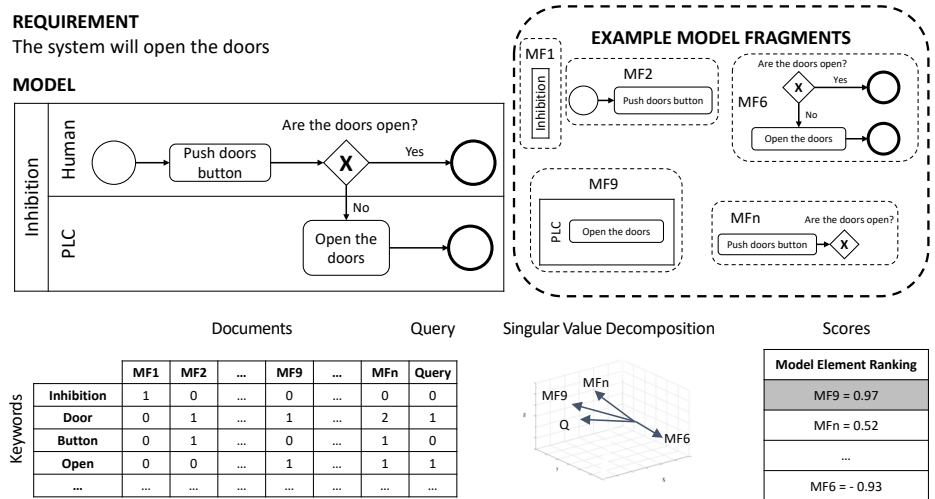 REQUIREMENT
The system will open the doors
MODEL
Inhibition
Human
PLC
Push doors
button
Are the doors open?
X
Yes
No
Open the
doors
EXAMPLE MODEL FRAGMENTS
MF1
Inhibition
MF2
Push doors button
MF6
Are the doors open?
X
Yes
No
Open the doors
MF9
PLC
Open the doors
MFn
Are the doors open?
Push doors button
X
Documents Query
Keywords
MF1 MF2 ... MF9 ... MFn Query
Inhibition 1 0 ... 0 ... 0 0
Door 0 1 ... 1 ... 2 1
Button 0 1 ... 0 ... 1 0
Open 0 0 ... 1 ... 1 1
... ... ... ... ... ... ... ...
Singular Value Decomposition
MFn
MF9
Q
MF6
z
y
x
Scores
Model Element Ranking
MF9 = 0.97
MFn = 0.52
...
MF6 = - 0.93